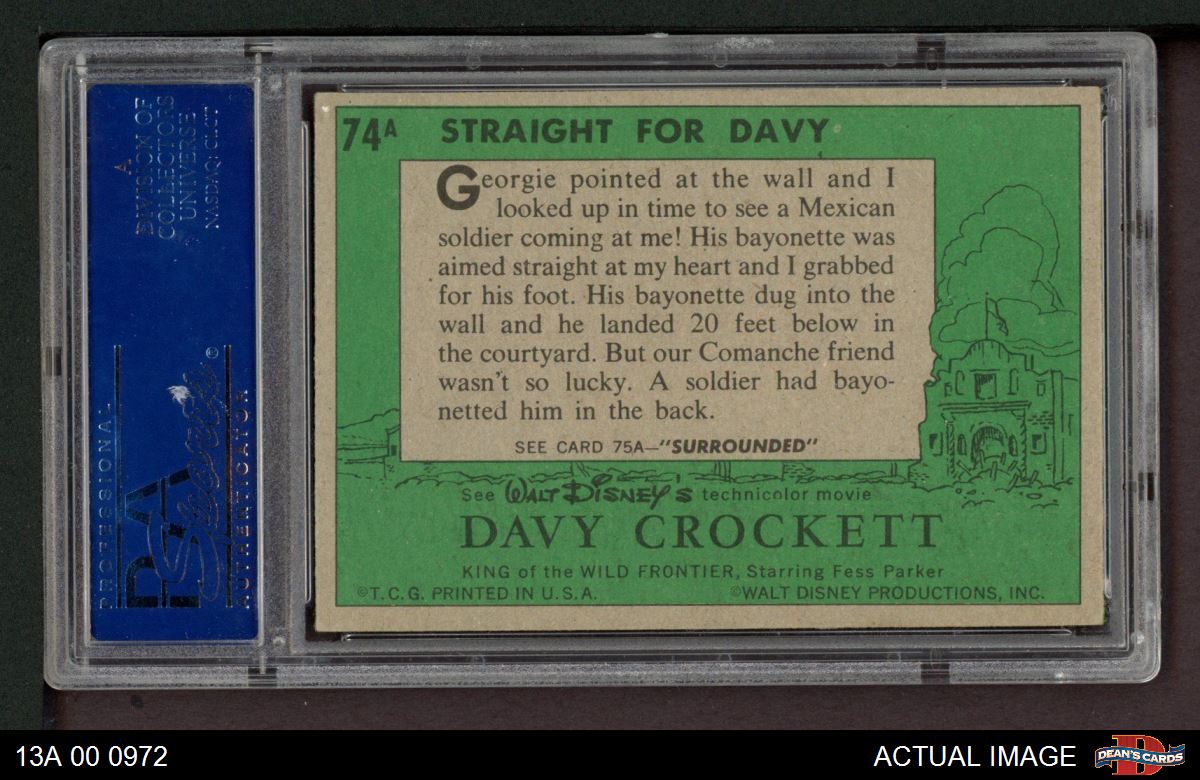 A
DIVISION OF
COLLECTORS
UNIVERSE
NASDAQ: CLCT
PROFESSIONAL
PSA
Sports
®
AUTHENTICATOR
74A STRAIGHT FOR DAVY
Georgie pointed at the wall and I
looked up in time to see a Mexican
soldier coming at me! His bayonette was
aimed straight at my heart and I grabbed
for his foot. His bayonette dug into the
wall and he landed 20 feet below in
the courtyard. But our Comanche friend
wasn't so lucky. A soldier had bayo-
netted him in the back.
SEE CARD 75A—"SURROUNDED"
See WALT DISNEY'S technicolor movie
DAVY CROCKETT
KING of the WILD FRONTIER, Starring Fess Parker
©T.C.G. PRINTED IN U.S.A. ©WALT DISNEY PRODUCTIONS, INC.
13A 00 0972 ACTUAL IMAGE
DEAN'S CARDS